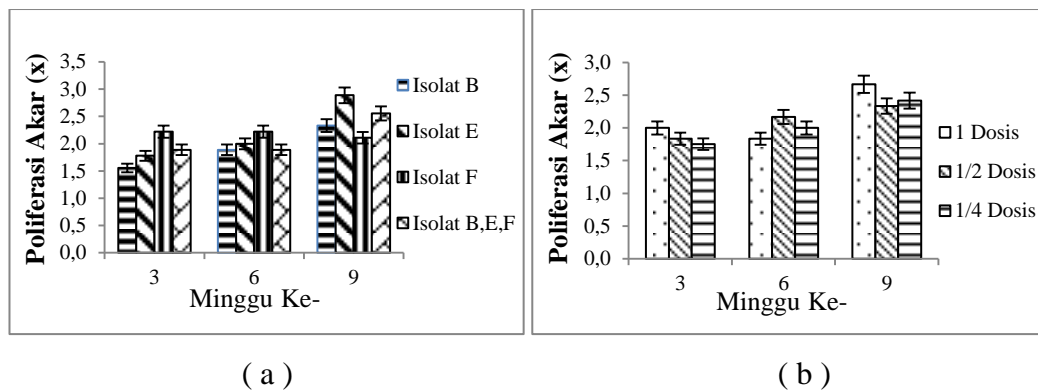 Poliferasi Akar (x)
3,5
3,0
2,5
2,0
1,5
1,0
0,5
0,0
3 6 9
Minggu Ke-
Isolat B
Isolat E
Isolat F
Isolat B,E,F
( a )
Poliferasi Akar (x)
3,0
2,5
2,0
1,5
1,0
0,5
0,0
3 6 9
Minggu Ke-
1 Dosis
1/2 Dosis
1/4 Dosis
( b )